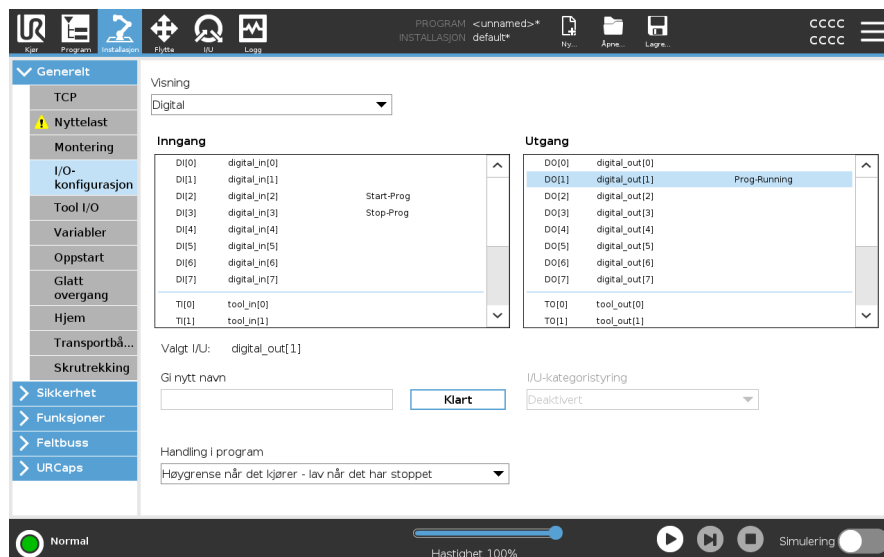 PROGRAM <unnamed>*
INSTALLASJON default*
CCCC
CCCC
Kjør
Program
Installasjon
Flytte
I/U
Logg
Ny...
Åpne...
Lagre...
Generelt
TCP
Nyttelast
Montering
I/O-
konfigurasjon
Tool I/O
Variabler
Oppstart
Glatt
overgang
Hjem
Transportbå...
Skrutrekking
Sikkerhet
Funksjoner
Feltbuss
URCaps
Visning
Digital
Inngang
DI[0] digital_in[0]
DI[1] digital_in[1]
DI[2] digital_in[2] Start-Prog
DI[3] digital_in[3] Stop-Prog
DI[4] digital_in[4]
DI[5] digital_in[5]
DI[6] digital_in[6]
DI[7] digital_in[7]
TI[0] tool_in[0]
TI[1] tool_in[1]
Utgang
DO[0] digital_out[0]
DO[1] digital_out[1] Prog-Running
DO[2] digital_out[2]
DO[3] digital_out[3]
DO[4] digital_out[4]
DO[5] digital_out[5]
DO[6] digital_out[6]
DO[7] digital_out[7]
TO[0] tool_out[0]
TO[1] tool_out[1]
Valgt I/U: digital_out[1]
Gi nytt navn
Klart
I/U-kategoristyring
Deaktivert
Handling i program
Høygrense når det kjører - lav når det har stoppet
Normal
Hastighet 100%
Simulering